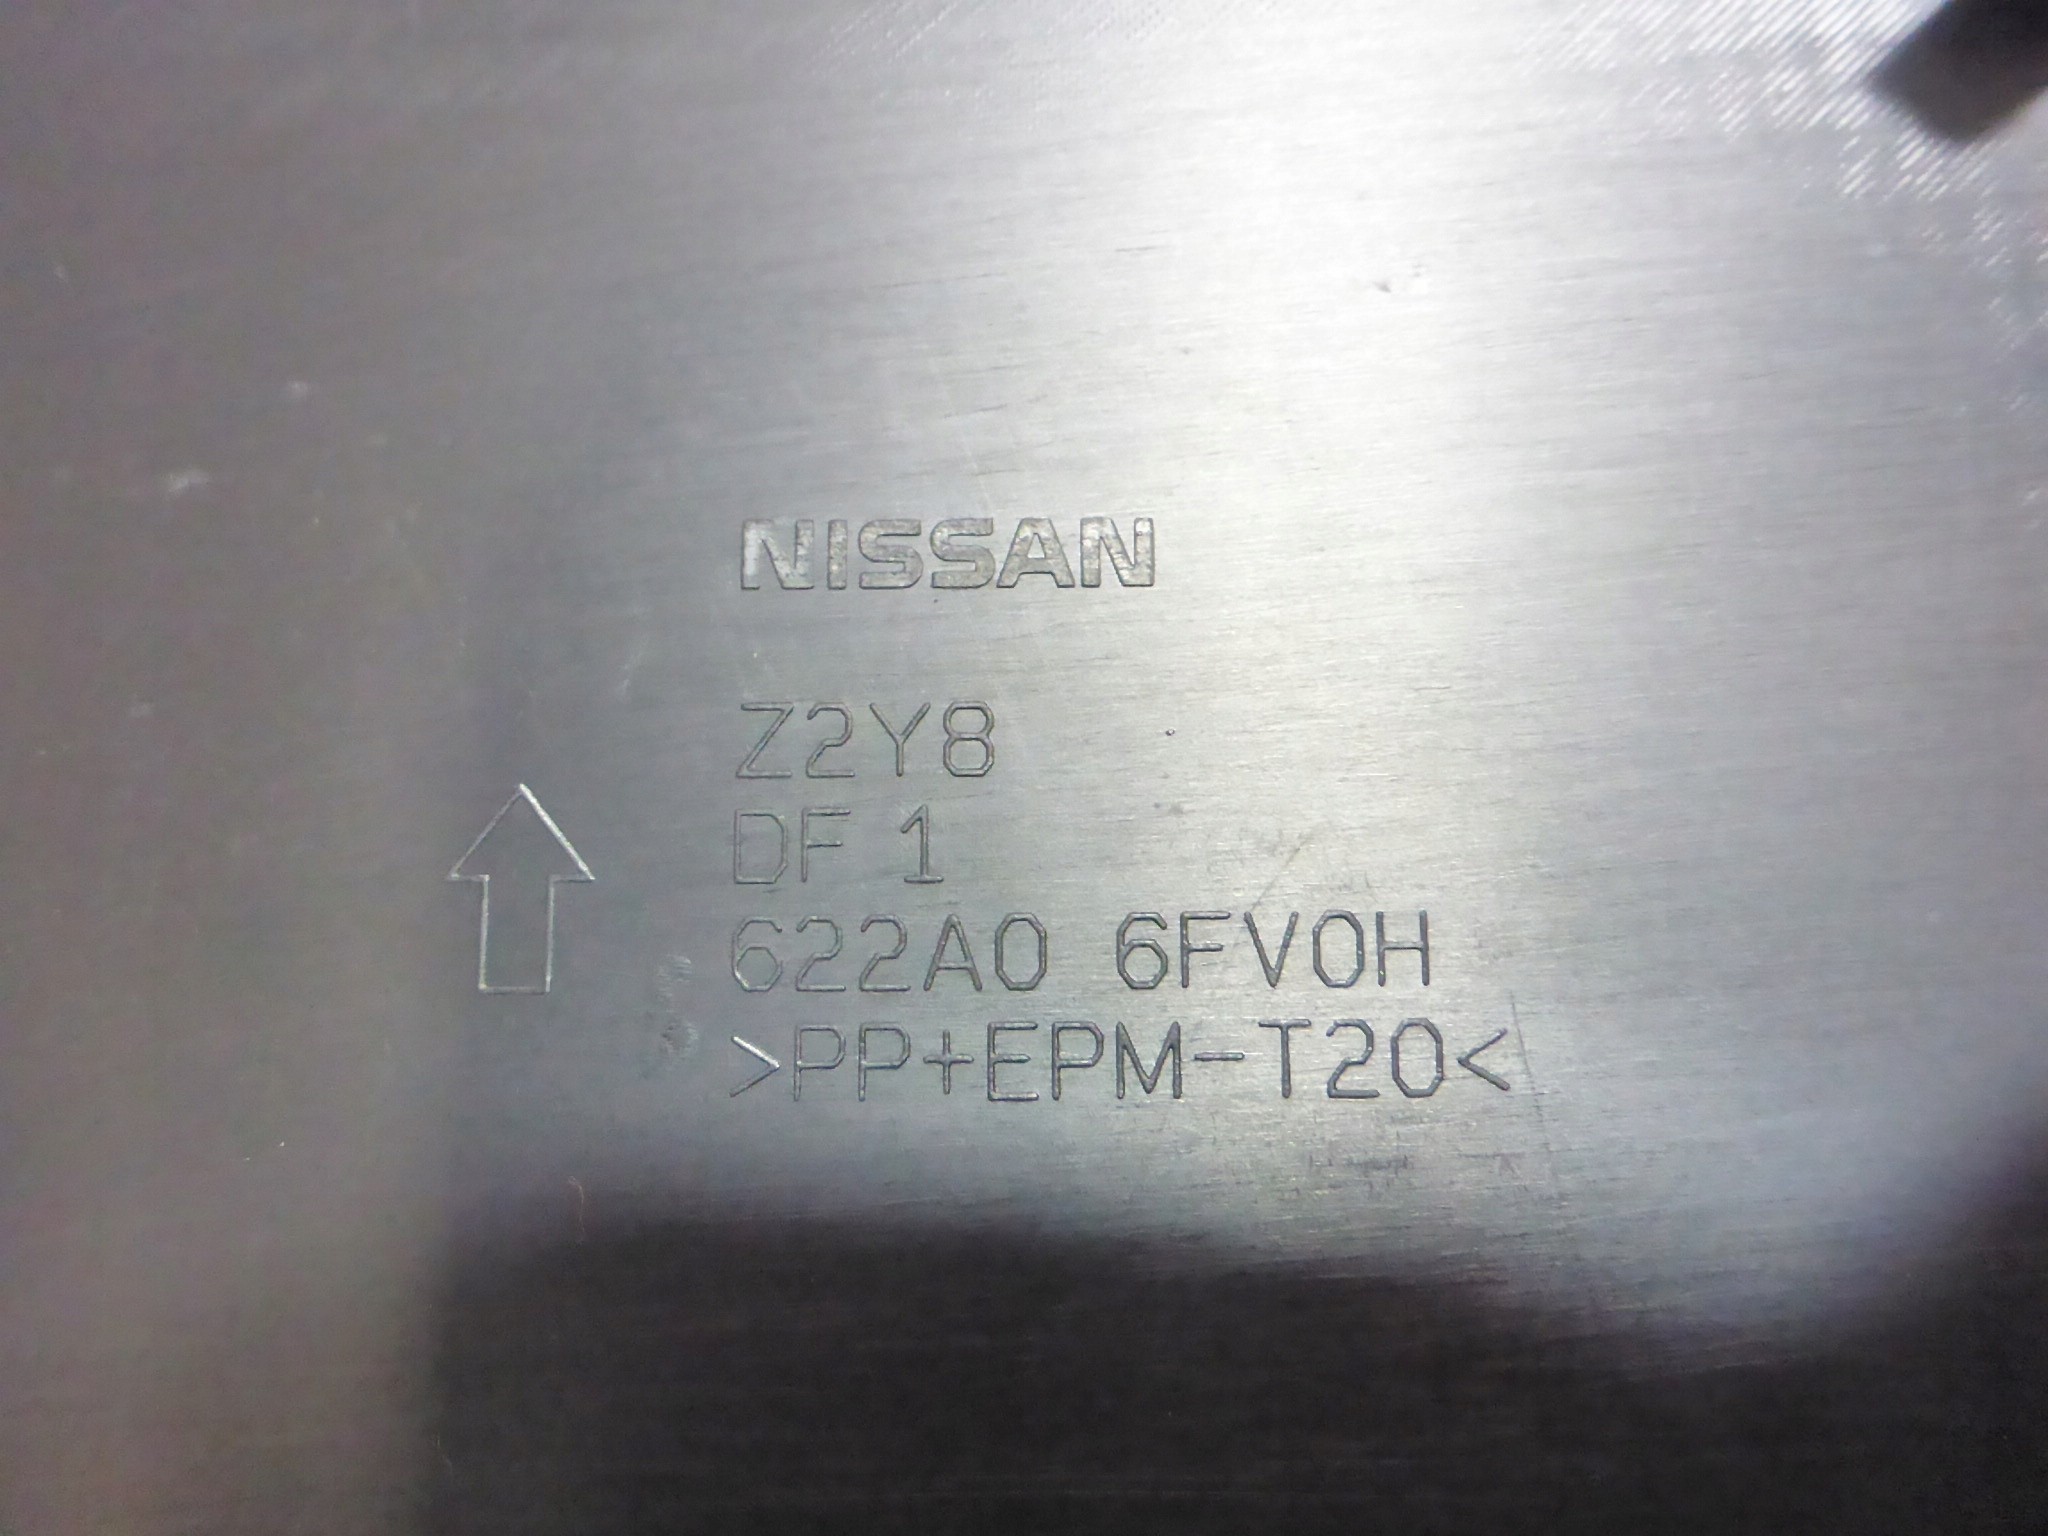 NISSAN
Z2Y8
DF 1
622A0 6FV0H
>PP+EPM-T20<